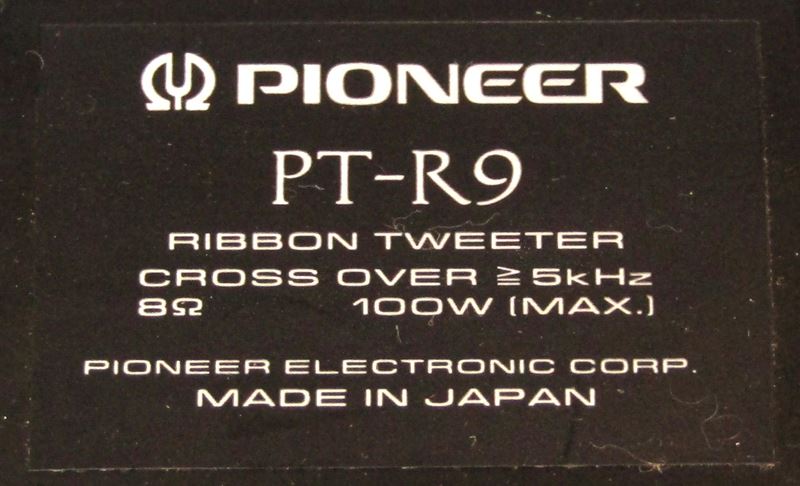 PIONEER
PT-R9
RIBBON TWEETER
CROSS OVER ≧ 5kHz
8Ω 100W (MAX.)
PIONEER ELECTRONIC CORP.
MADE IN JAPAN